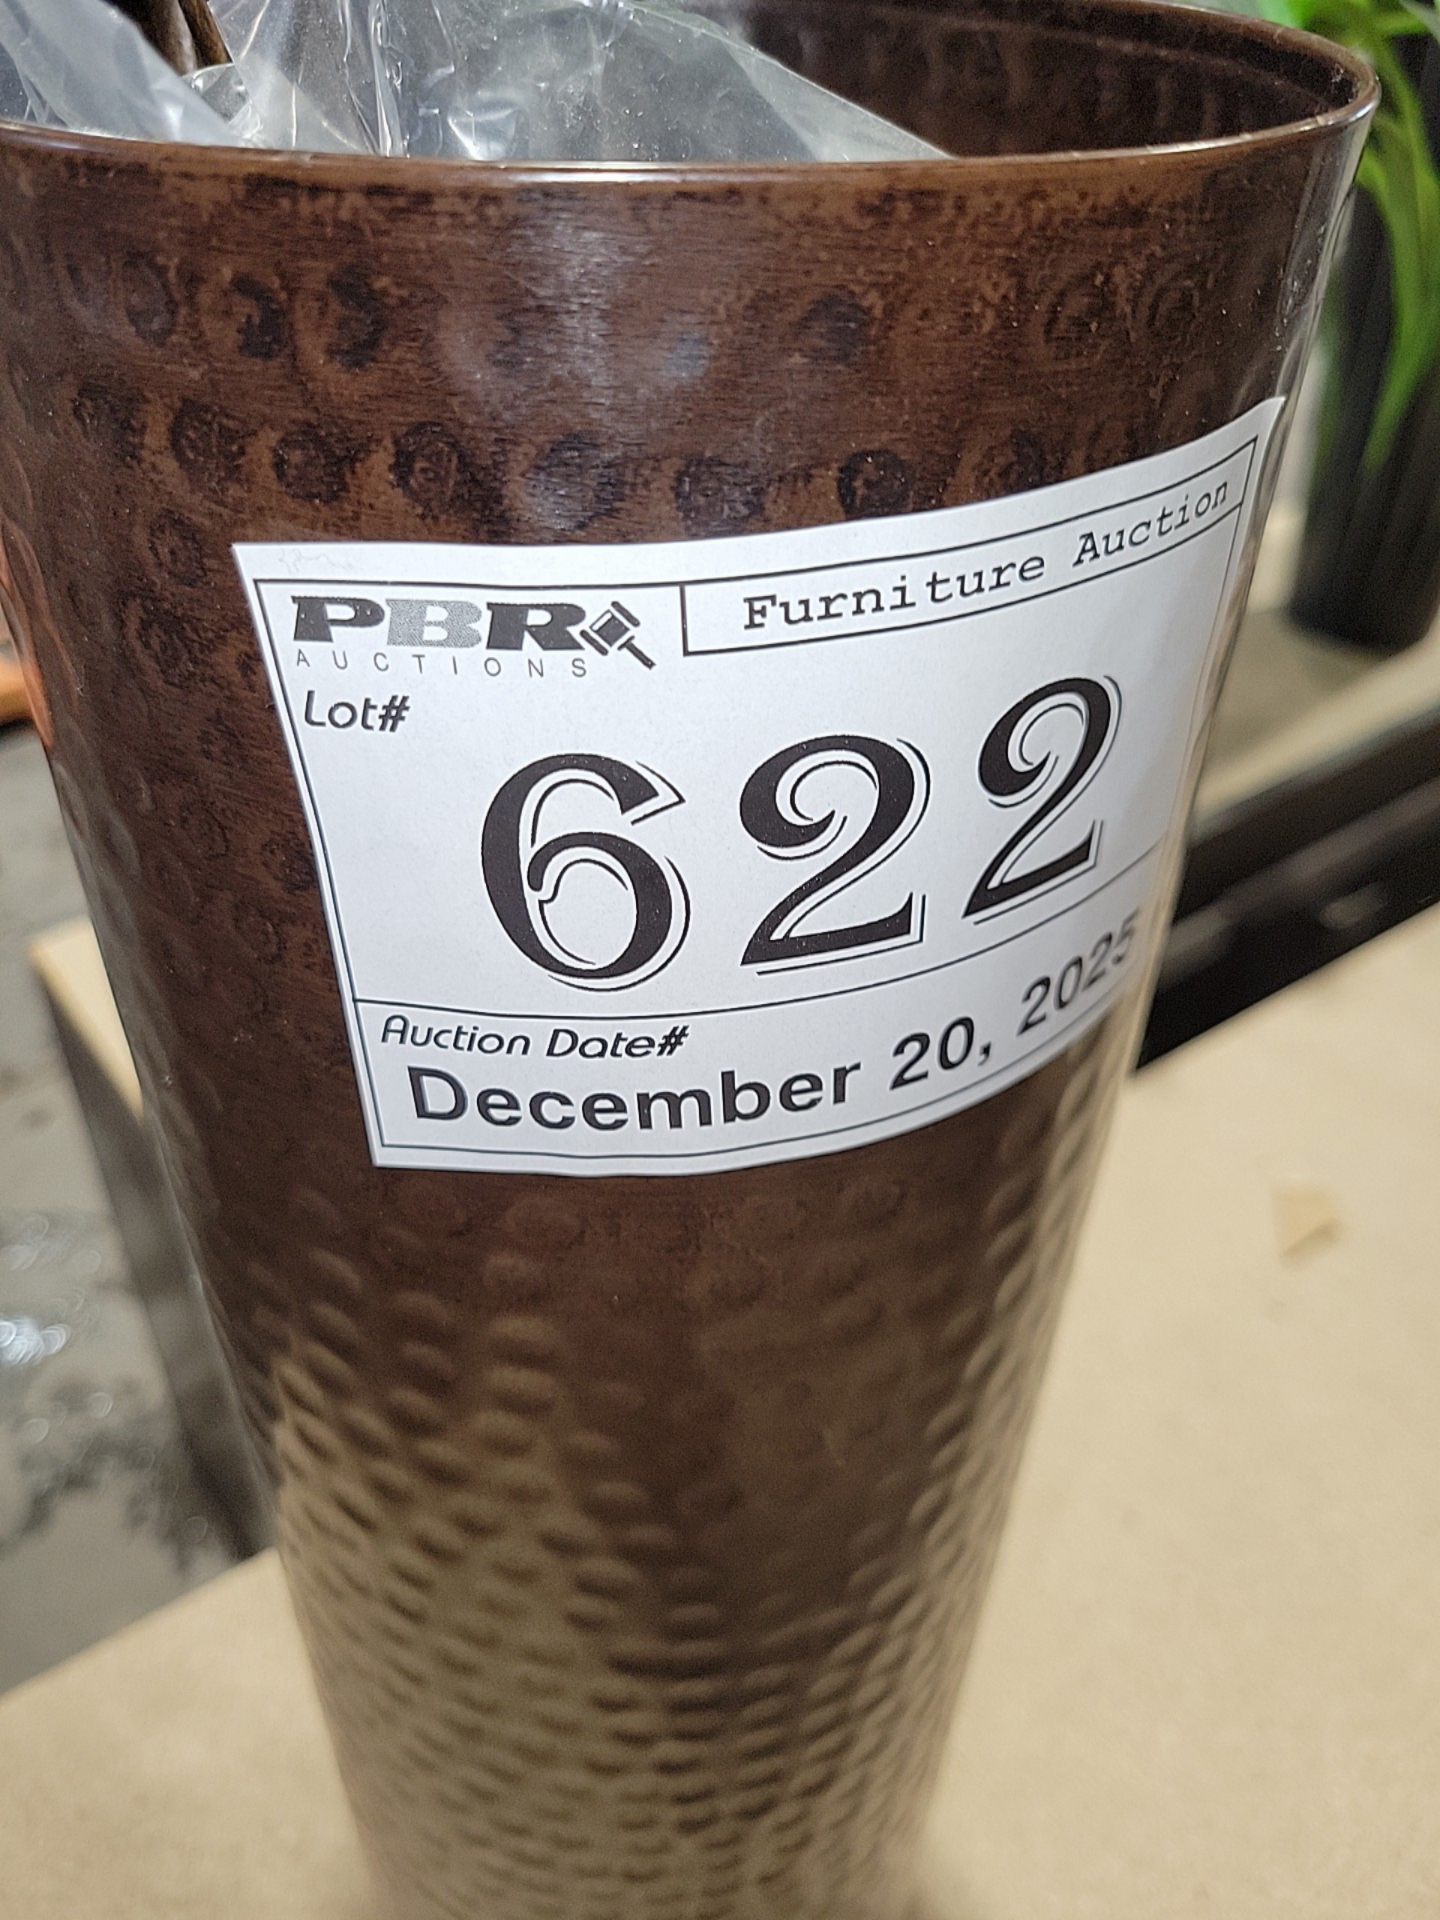 PBR
AUCTIONS
Furniture Auction
Lot#
622
Auction Date#
December 20, 2025